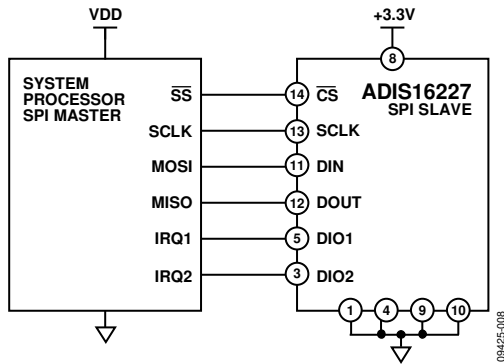 VDD
+3.3V
8
SYSTEM
PROCESSOR
SPI MASTER
ADIS16227
SPI SLAVE
SS 14 CS
SCLK 13 SCLK
MOSI 11 DIN
MISO 12 DOUT
IRQ1 5 DIO1
IRQ2 3 DIO2
1 4 9 10
09425-008